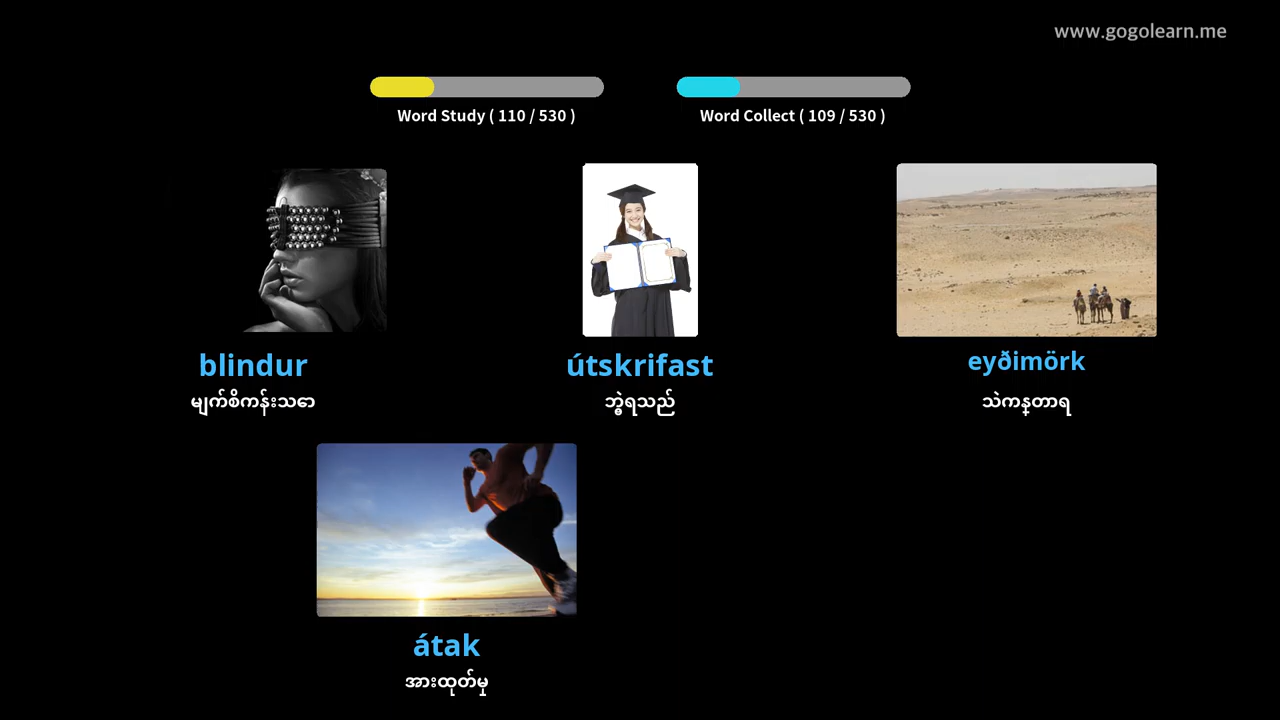 www.gogolearn.me
Word Study ( 110 / 530 )
Word Collect ( 109 / 530 )
blindur
útskrifast
eyðimörk
မျက်စိကန်းသော
ဘွဲ့ရသည်
သဲကန္တာရ
átak
အားထုတ်မှု